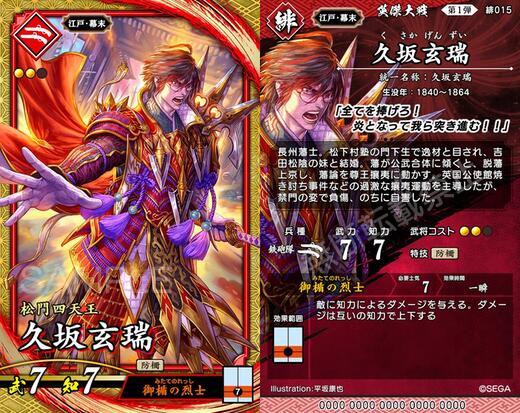 江戸・幕末
松門四天王
久坂玄瑞
防柵
武7 知7
みたてのれっし
御楯の烈士
7
緋
江戸・幕末
英傑大戦
第1弾
緋015
くさかげんずい
久坂玄瑞
統一名称：久坂玄瑞
生没年：1840～1864
「全てを捧げろ！
炎となって我ら突き進む！！」
長州藩士。松下村塾の門下生で逸材と目され、吉
田松陰の妹と結婚。藩が公武合体に傾くと、脱藩
上京し、藩論を尊王攘夷に動かす。英国公使館焼
き討ち事件などの過激な攘夷運動を主導したが、
禁門の変で負傷、のちに自害した。
兵種 武力 知力 武将コスト
鉄砲隊 7 7 特技 防柵
みたてのれっし 必要士気 効果時間
御楯の烈士 7 一瞬
効果範囲
敵に知力によるダメージを与える。ダメー
ジは互いの知力で上下する
Illustration:平坂康也
©SEGA
0000-0000-0000-0000-0000